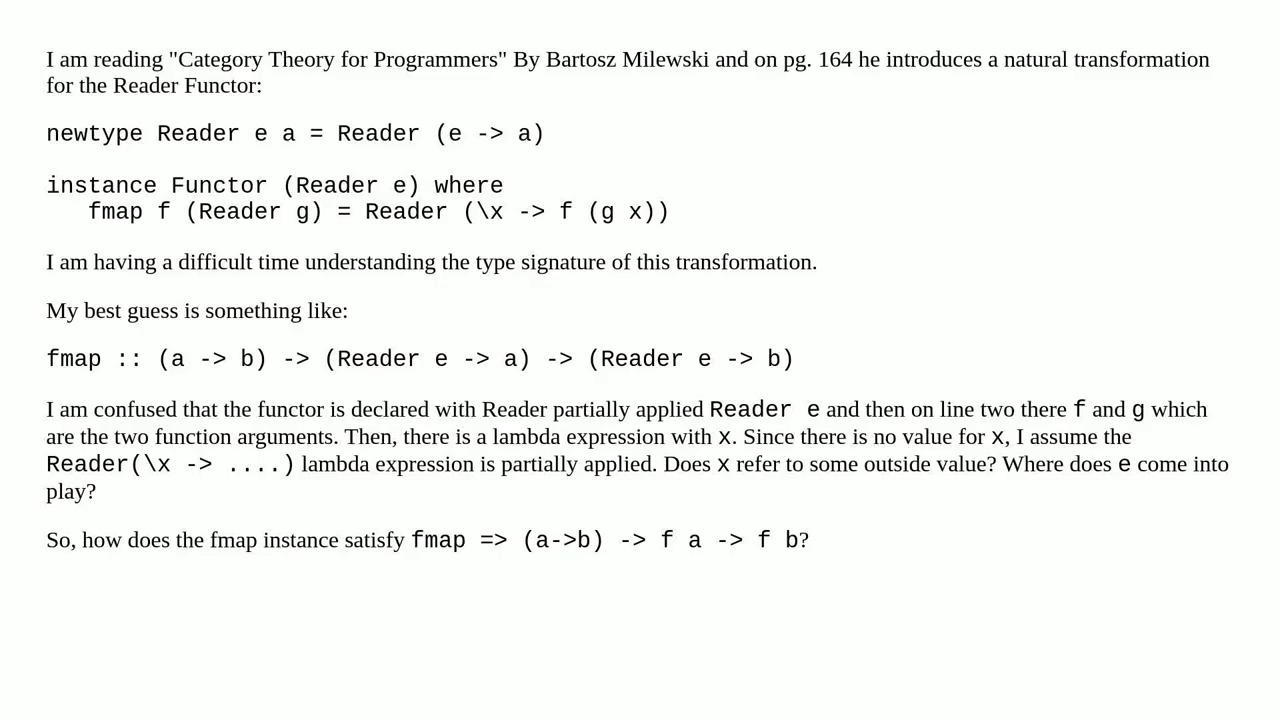 I am reading "Category Theory for Programmers" By Bartosz Milewski and on pg. 164 he introduces a natural transformation
for the Reader Functor:
newtype Reader e a = Reader (e -> a)
instance Functor (Reader e) where
   fmap f (Reader g) = Reader (\x -> f (g x))
I am having a difficult time understanding the type signature of this transformation.
My best guess is something like:
fmap :: (a -> b) -> (Reader e -> a) -> (Reader e -> b)
I am confused that the functor is declared with Reader partially applied Reader e and then on line two there f and g which
are the two function arguments. Then, there is a lambda expression with x. Since there is no value for x, I assume the
Reader(\x -> ....) lambda expression is partially applied. Does x refer to some outside value? Where does e come into
play?
So, how does the fmap instance satisfy fmap => (a->b) -> f a -> f b?